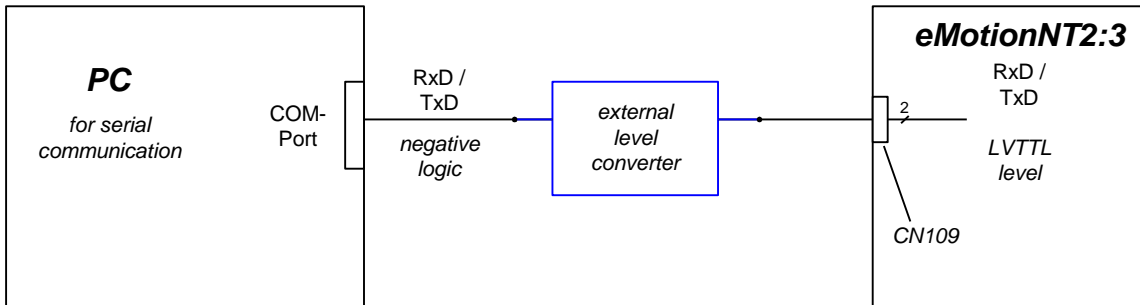 PC
for serial
communication
COM-
Port
RxD /
TxD
negative
logic
external
level
converter
eMotionNT2:3
RxD /
TxD
2
LVTTL
level
CN109